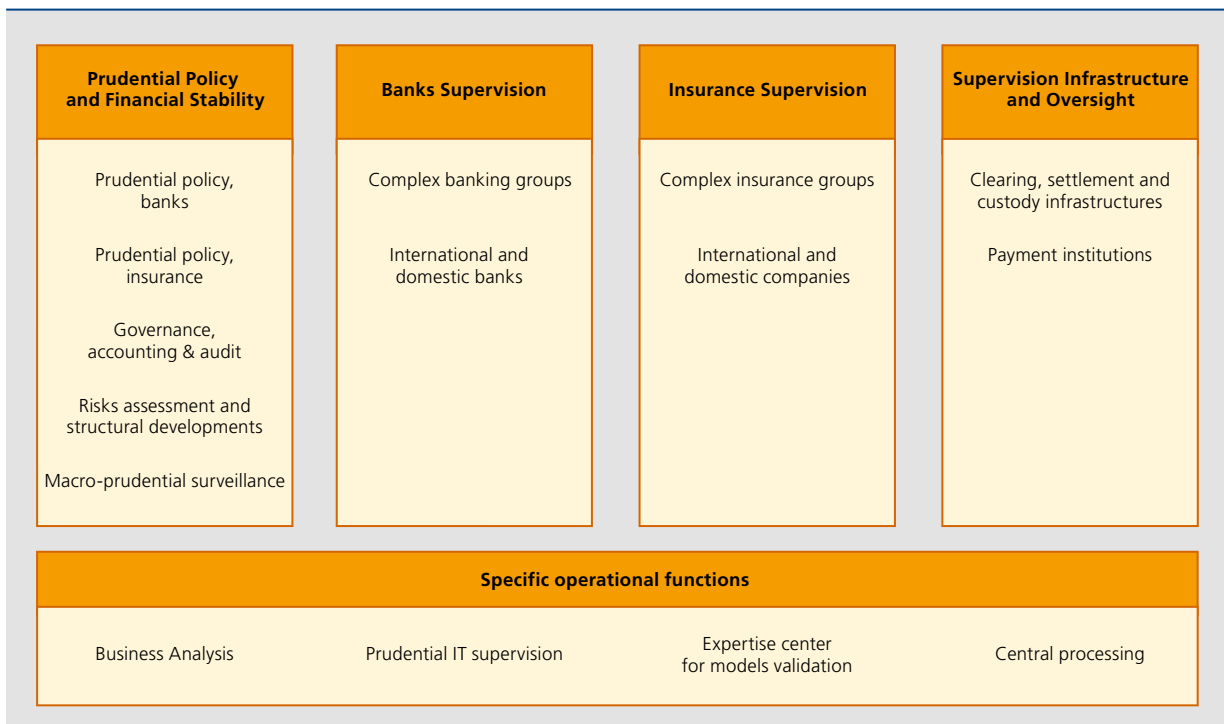 Prudential Policy
and Financial Stability
Prudential policy,
banks
Prudential policy,
insurance
Governance,
accounting & audit
Risks assessment and
structural developments
Macro-prudential surveillance
Banks Supervision
Complex banking groups
International and
domestic banks
Insurance Supervision
Complex insurance groups
International and
domestic companies
Supervision Infrastructure
and Oversight
Clearing, settlement and
custody infrastructures
Payment institutions
Specific operational functions
Business Analysis
Prudential IT supervision
Expertise center
for models validation
Central processing